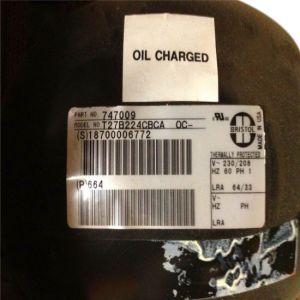 OIL CHARGED
PART NO 747009
MODEL NO T27B224CBCA OC-
(S)18700006772
(P)664
BRISTOL
MADE IN USA
THERMALLY PROTECTED
V~ 230/208
HZ 60 PH 1
LRA 64/33
V~
HZ PH
LRA